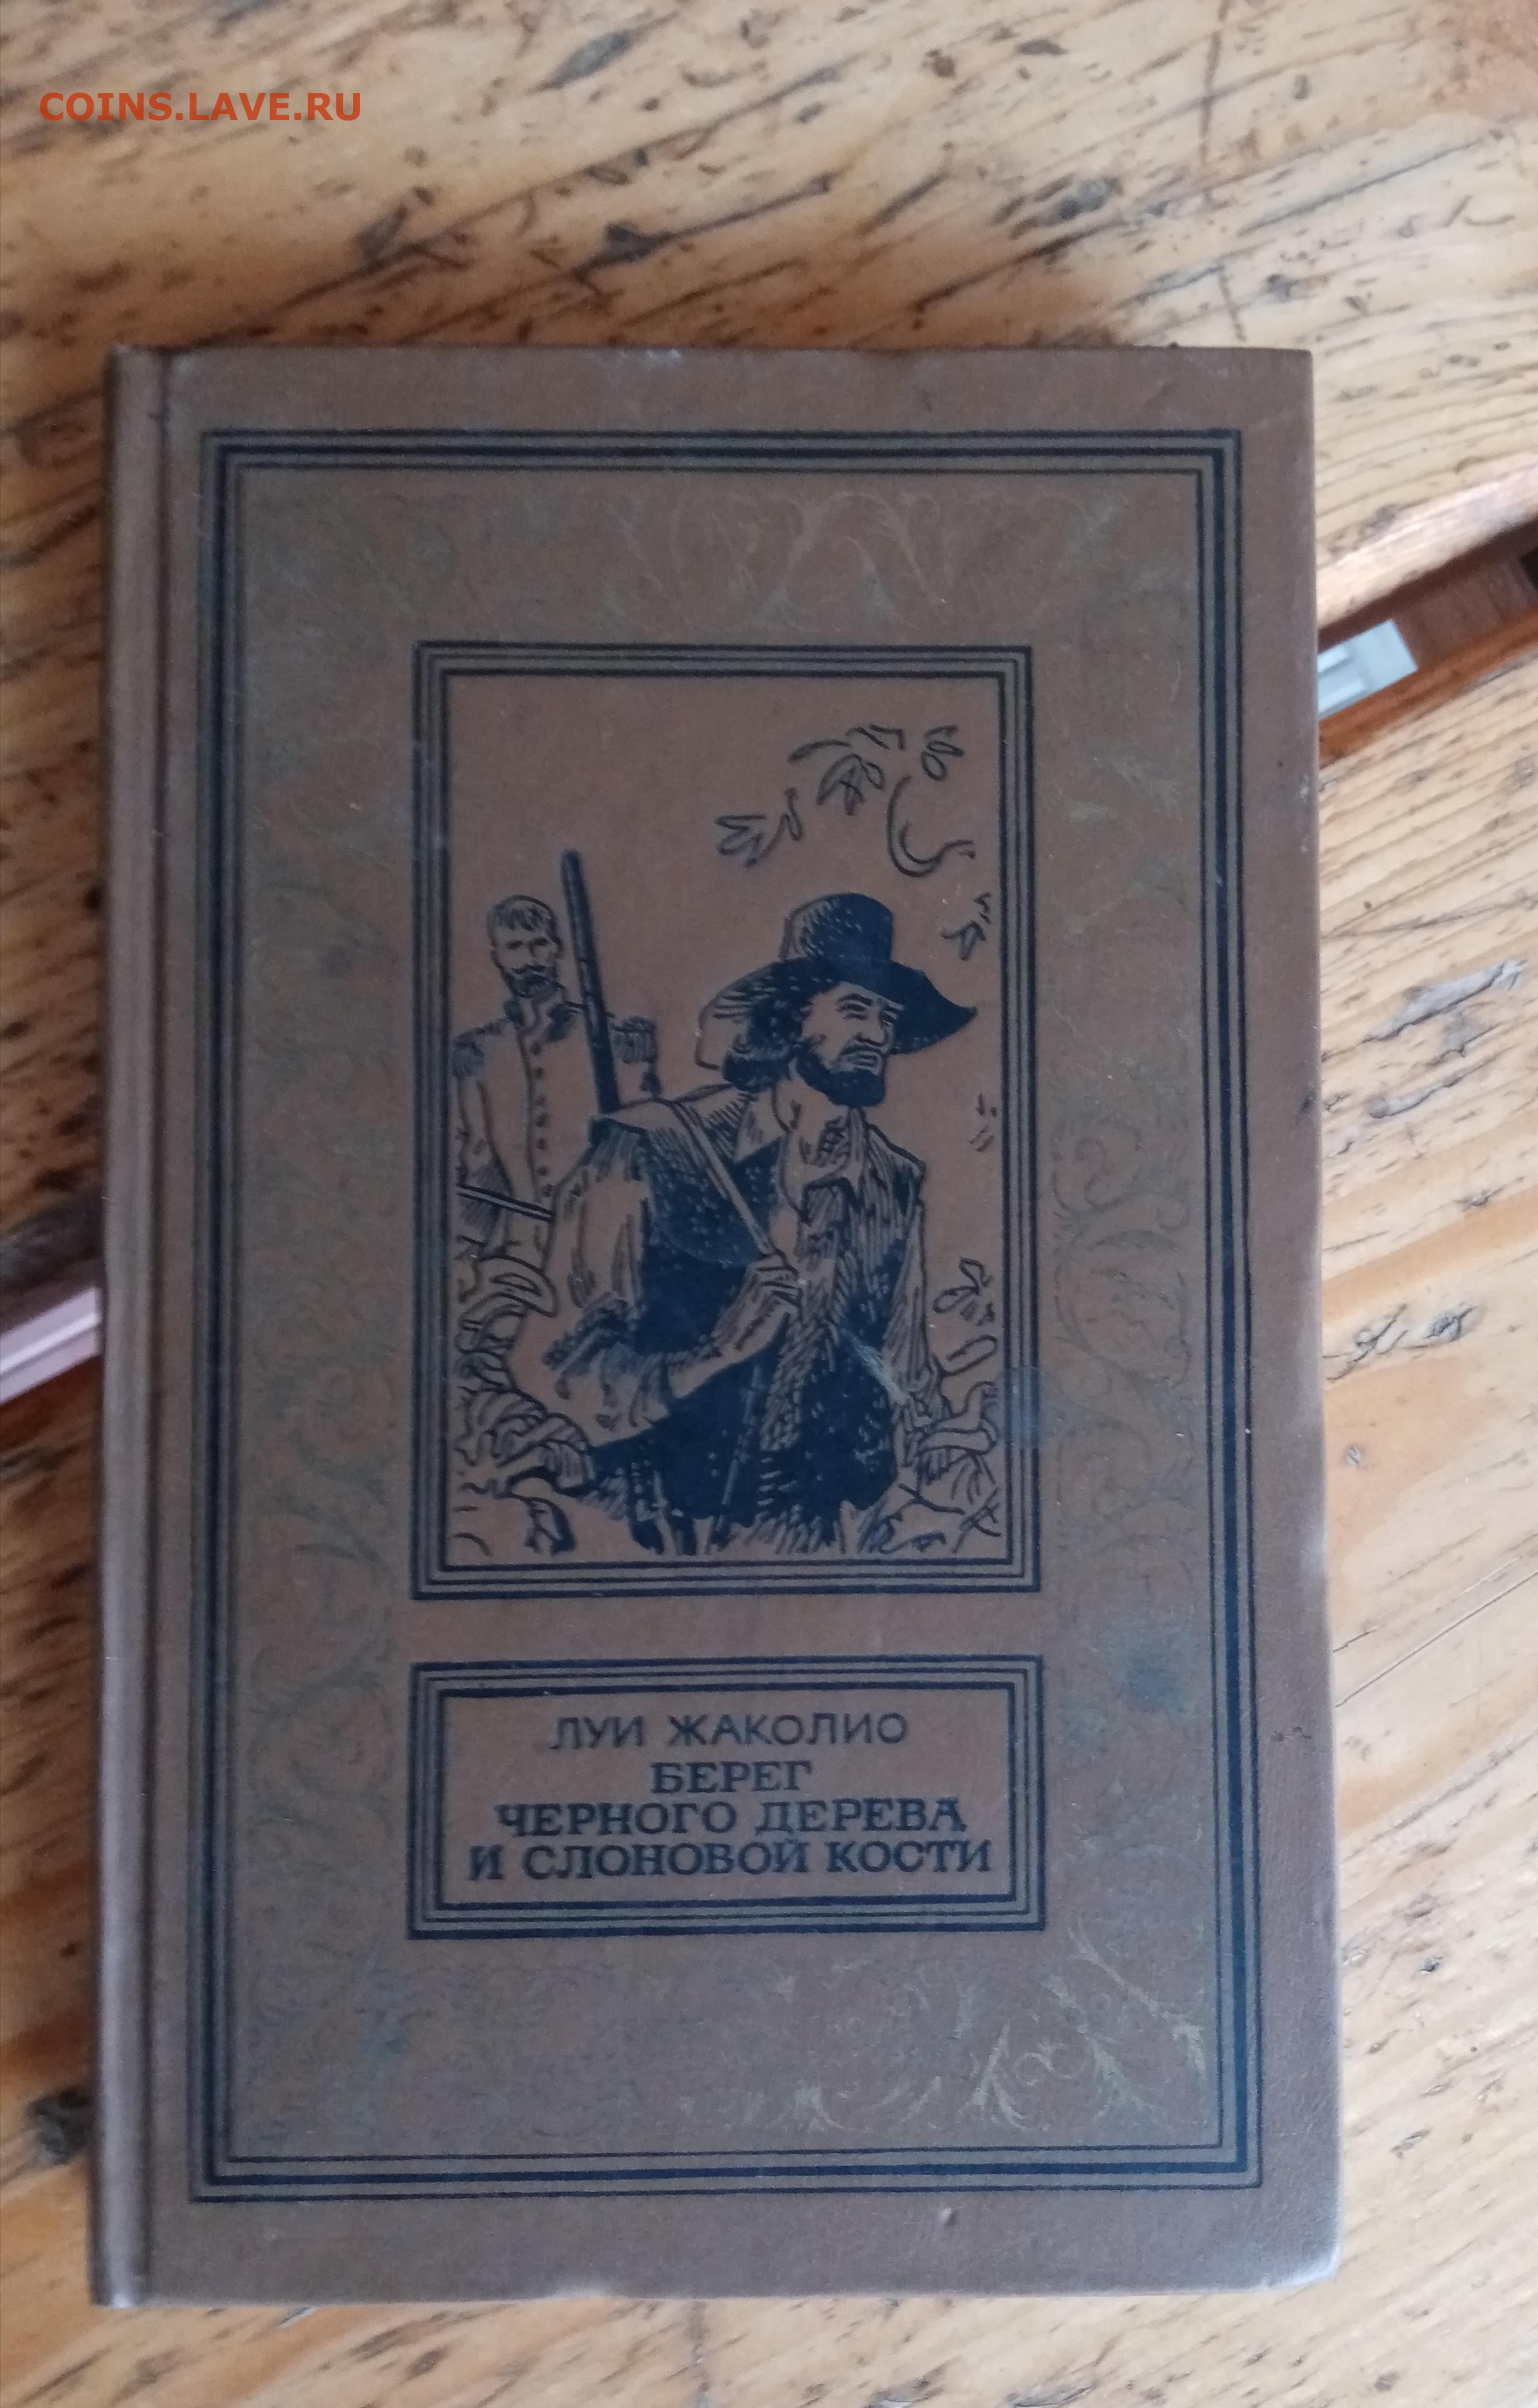 COINS.LAVE.RU
ЛУИ ЖАКОЛИО
БЕРЕГ
ЧЕРНОГО ДЕРЕВА
И СЛОНОВОЙ КОСТИ